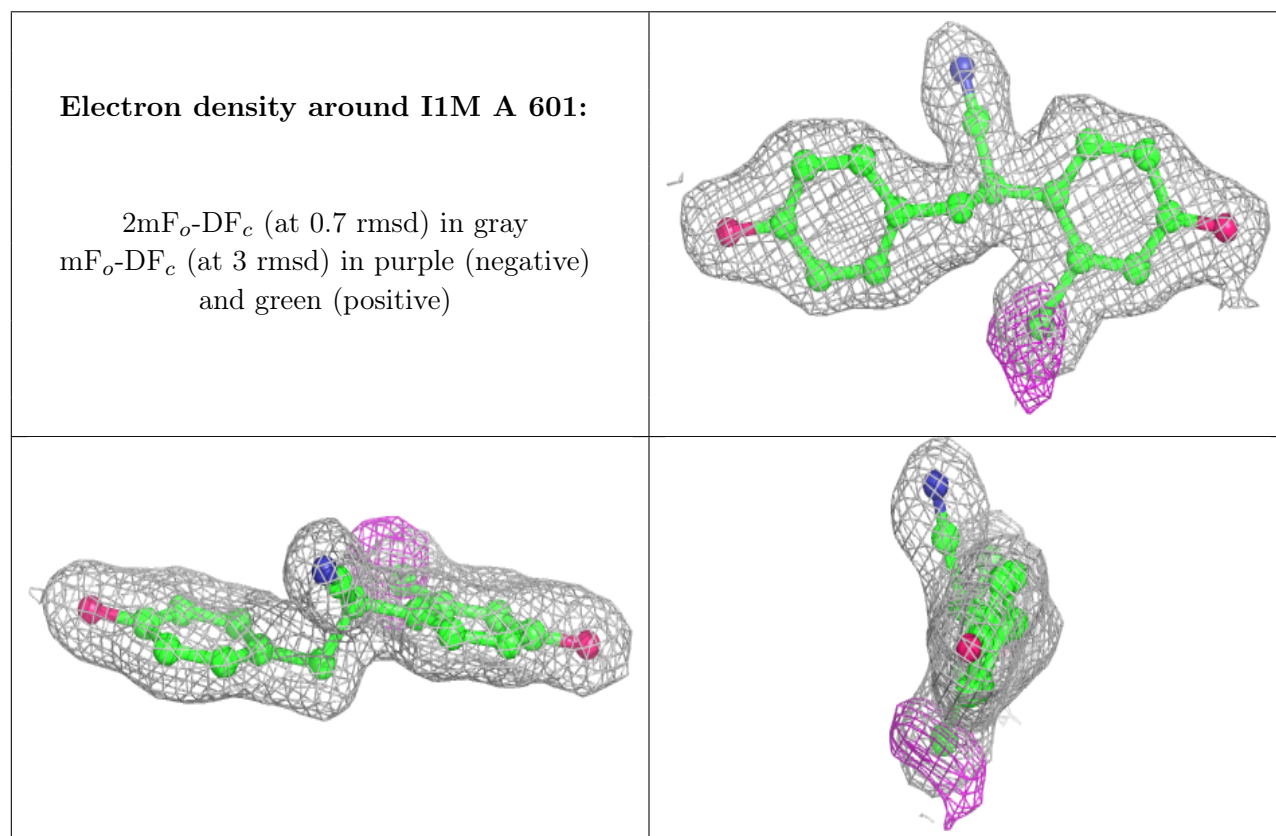 Electron density around I1M A 601:
2mFₒ-DF𝒸 (at 0.7 rmsd) in gray
mFₒ-DF𝒸 (at 3 rmsd) in purple (negative)
and green (positive)